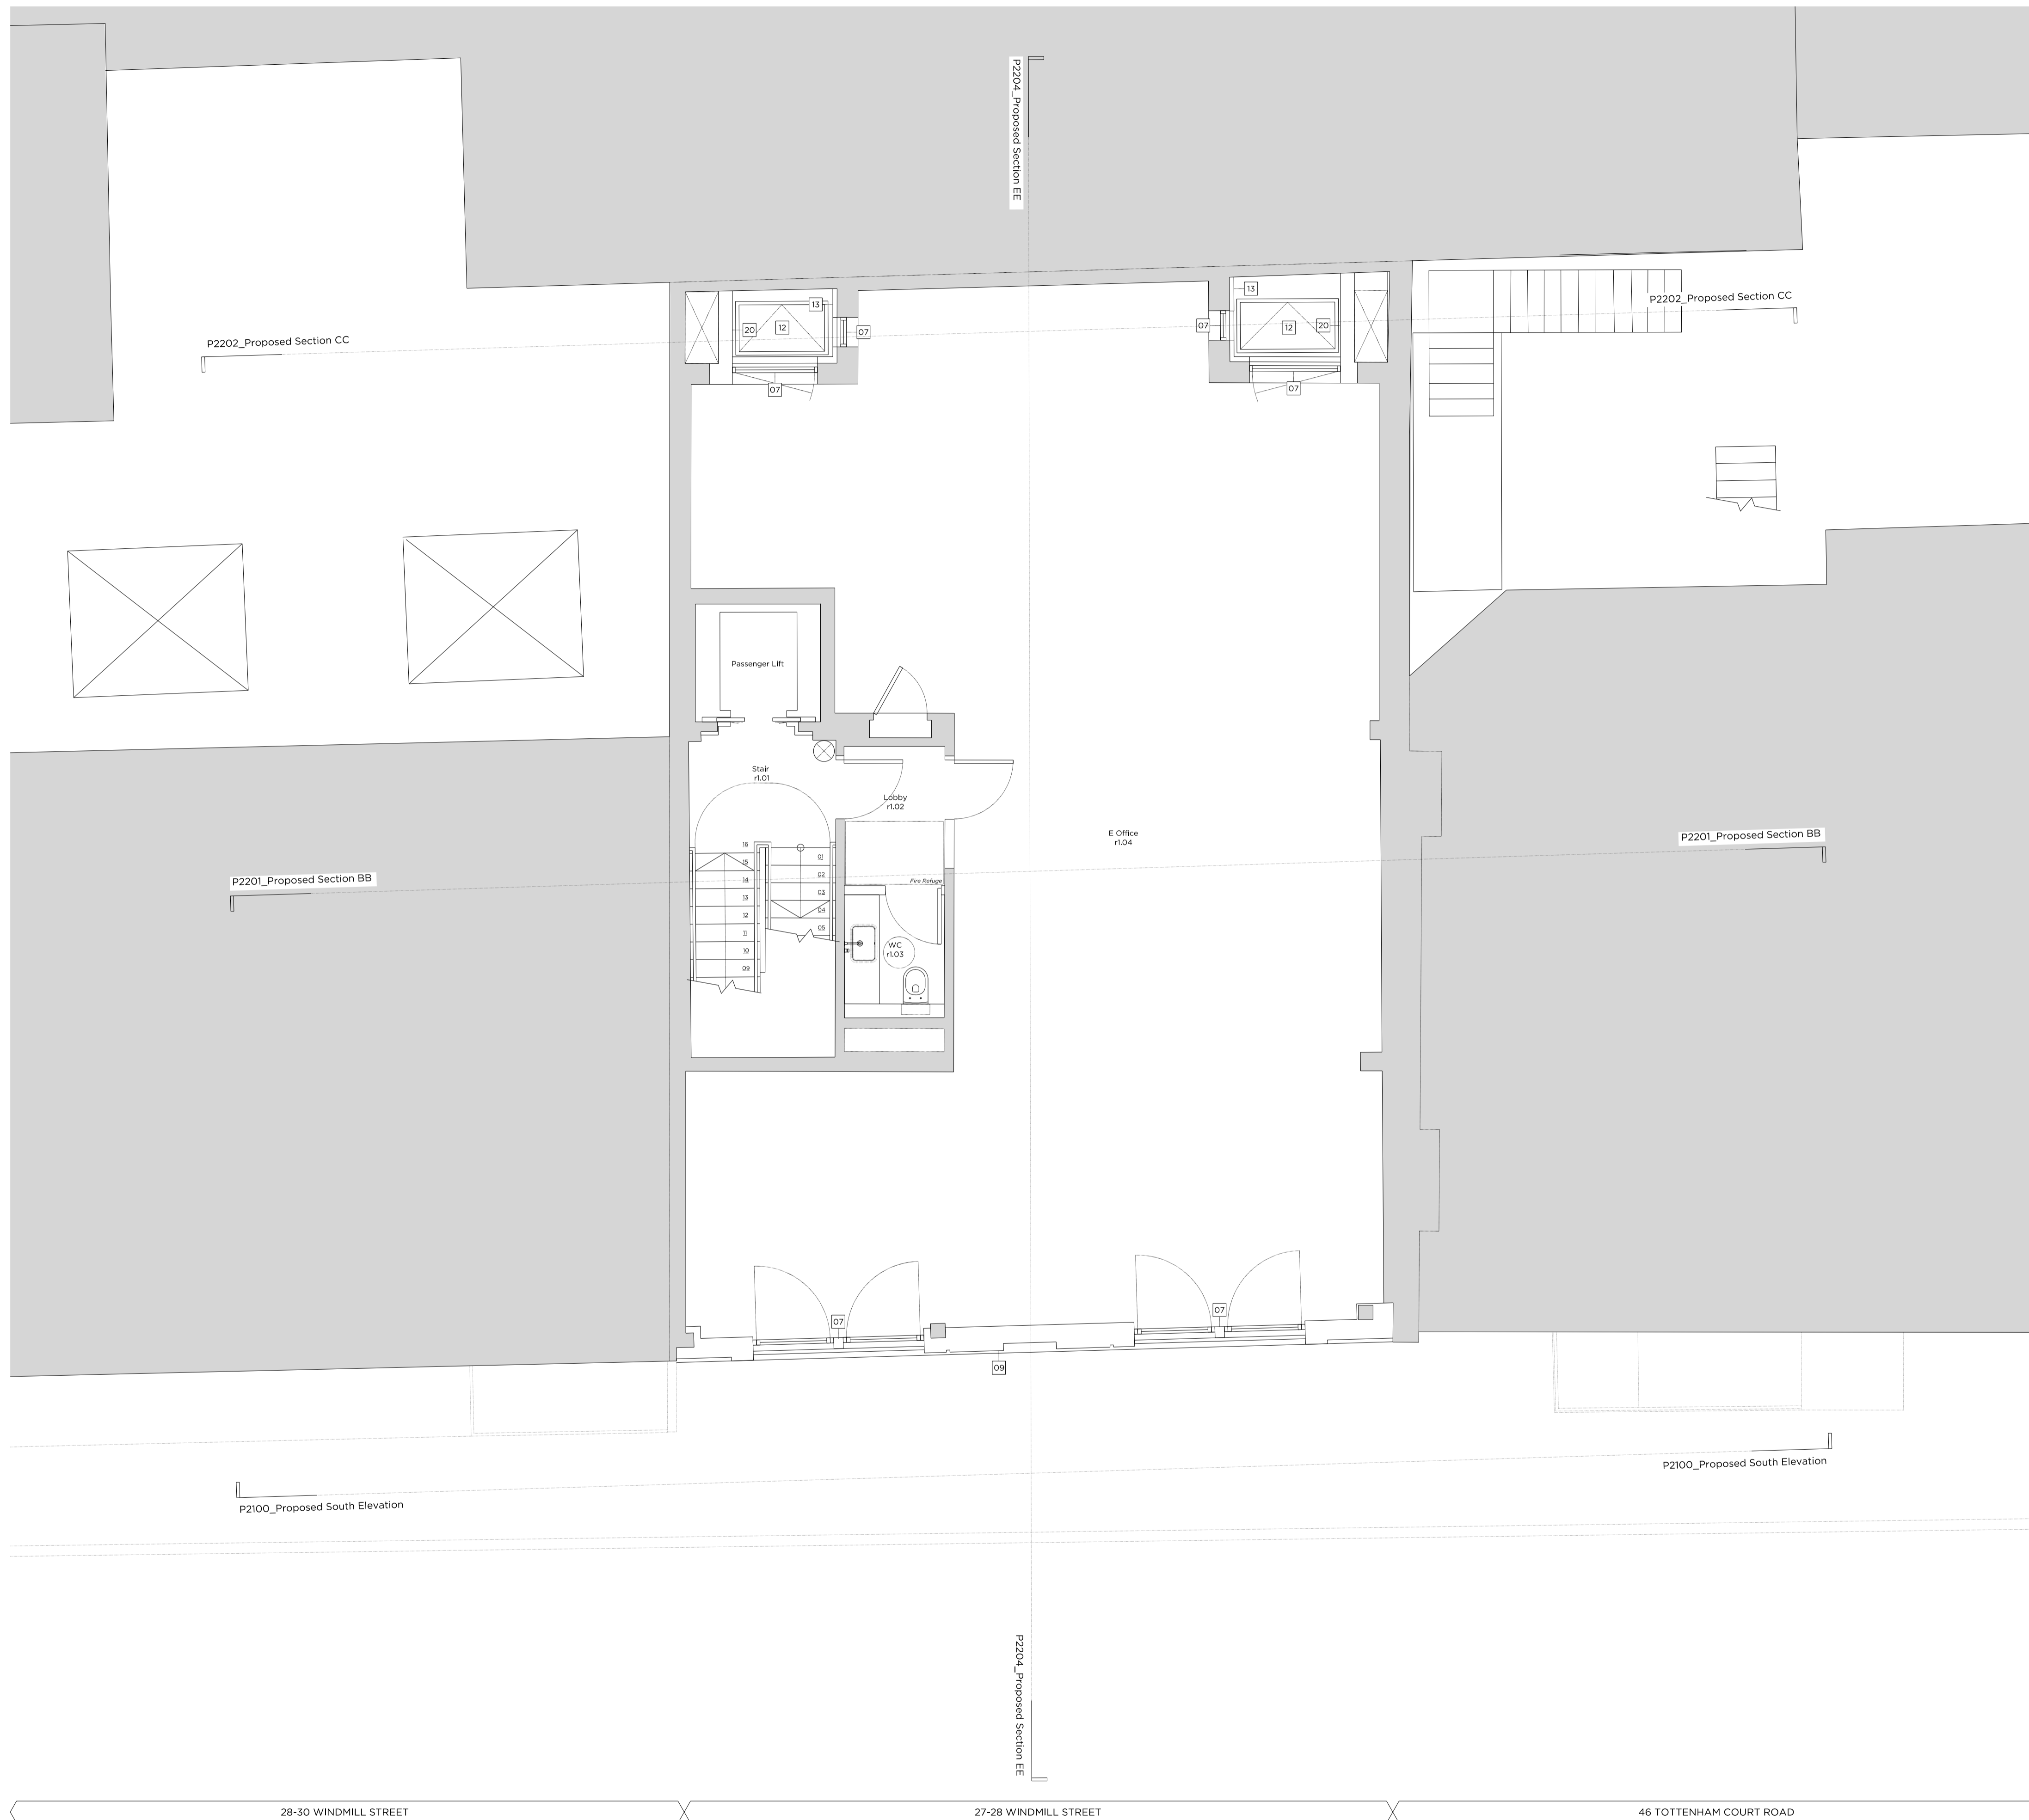 P2204_Proposed Section EE
13
13
P2202_Proposed Section CC
20
12
07
07
12
20
P2202_Proposed Section CC
07
07
Passenger Lift
Stair
r1.01
Lobby
r1.02
E Office
r1.04
P2201_Proposed Section BB
16
15
14
13
12
11
10
09
01
02
03
04
05
Fire Refuge
P2201_Proposed Section BB
WC
r1.03
07
07
09
P2100_Proposed South Elevation
P2100_Proposed South Elevation
P2204_Proposed Section EE
28-30 WINDMILL STREET
27-28 WINDMILL STREET
46 TOTTENHAM COURT ROAD